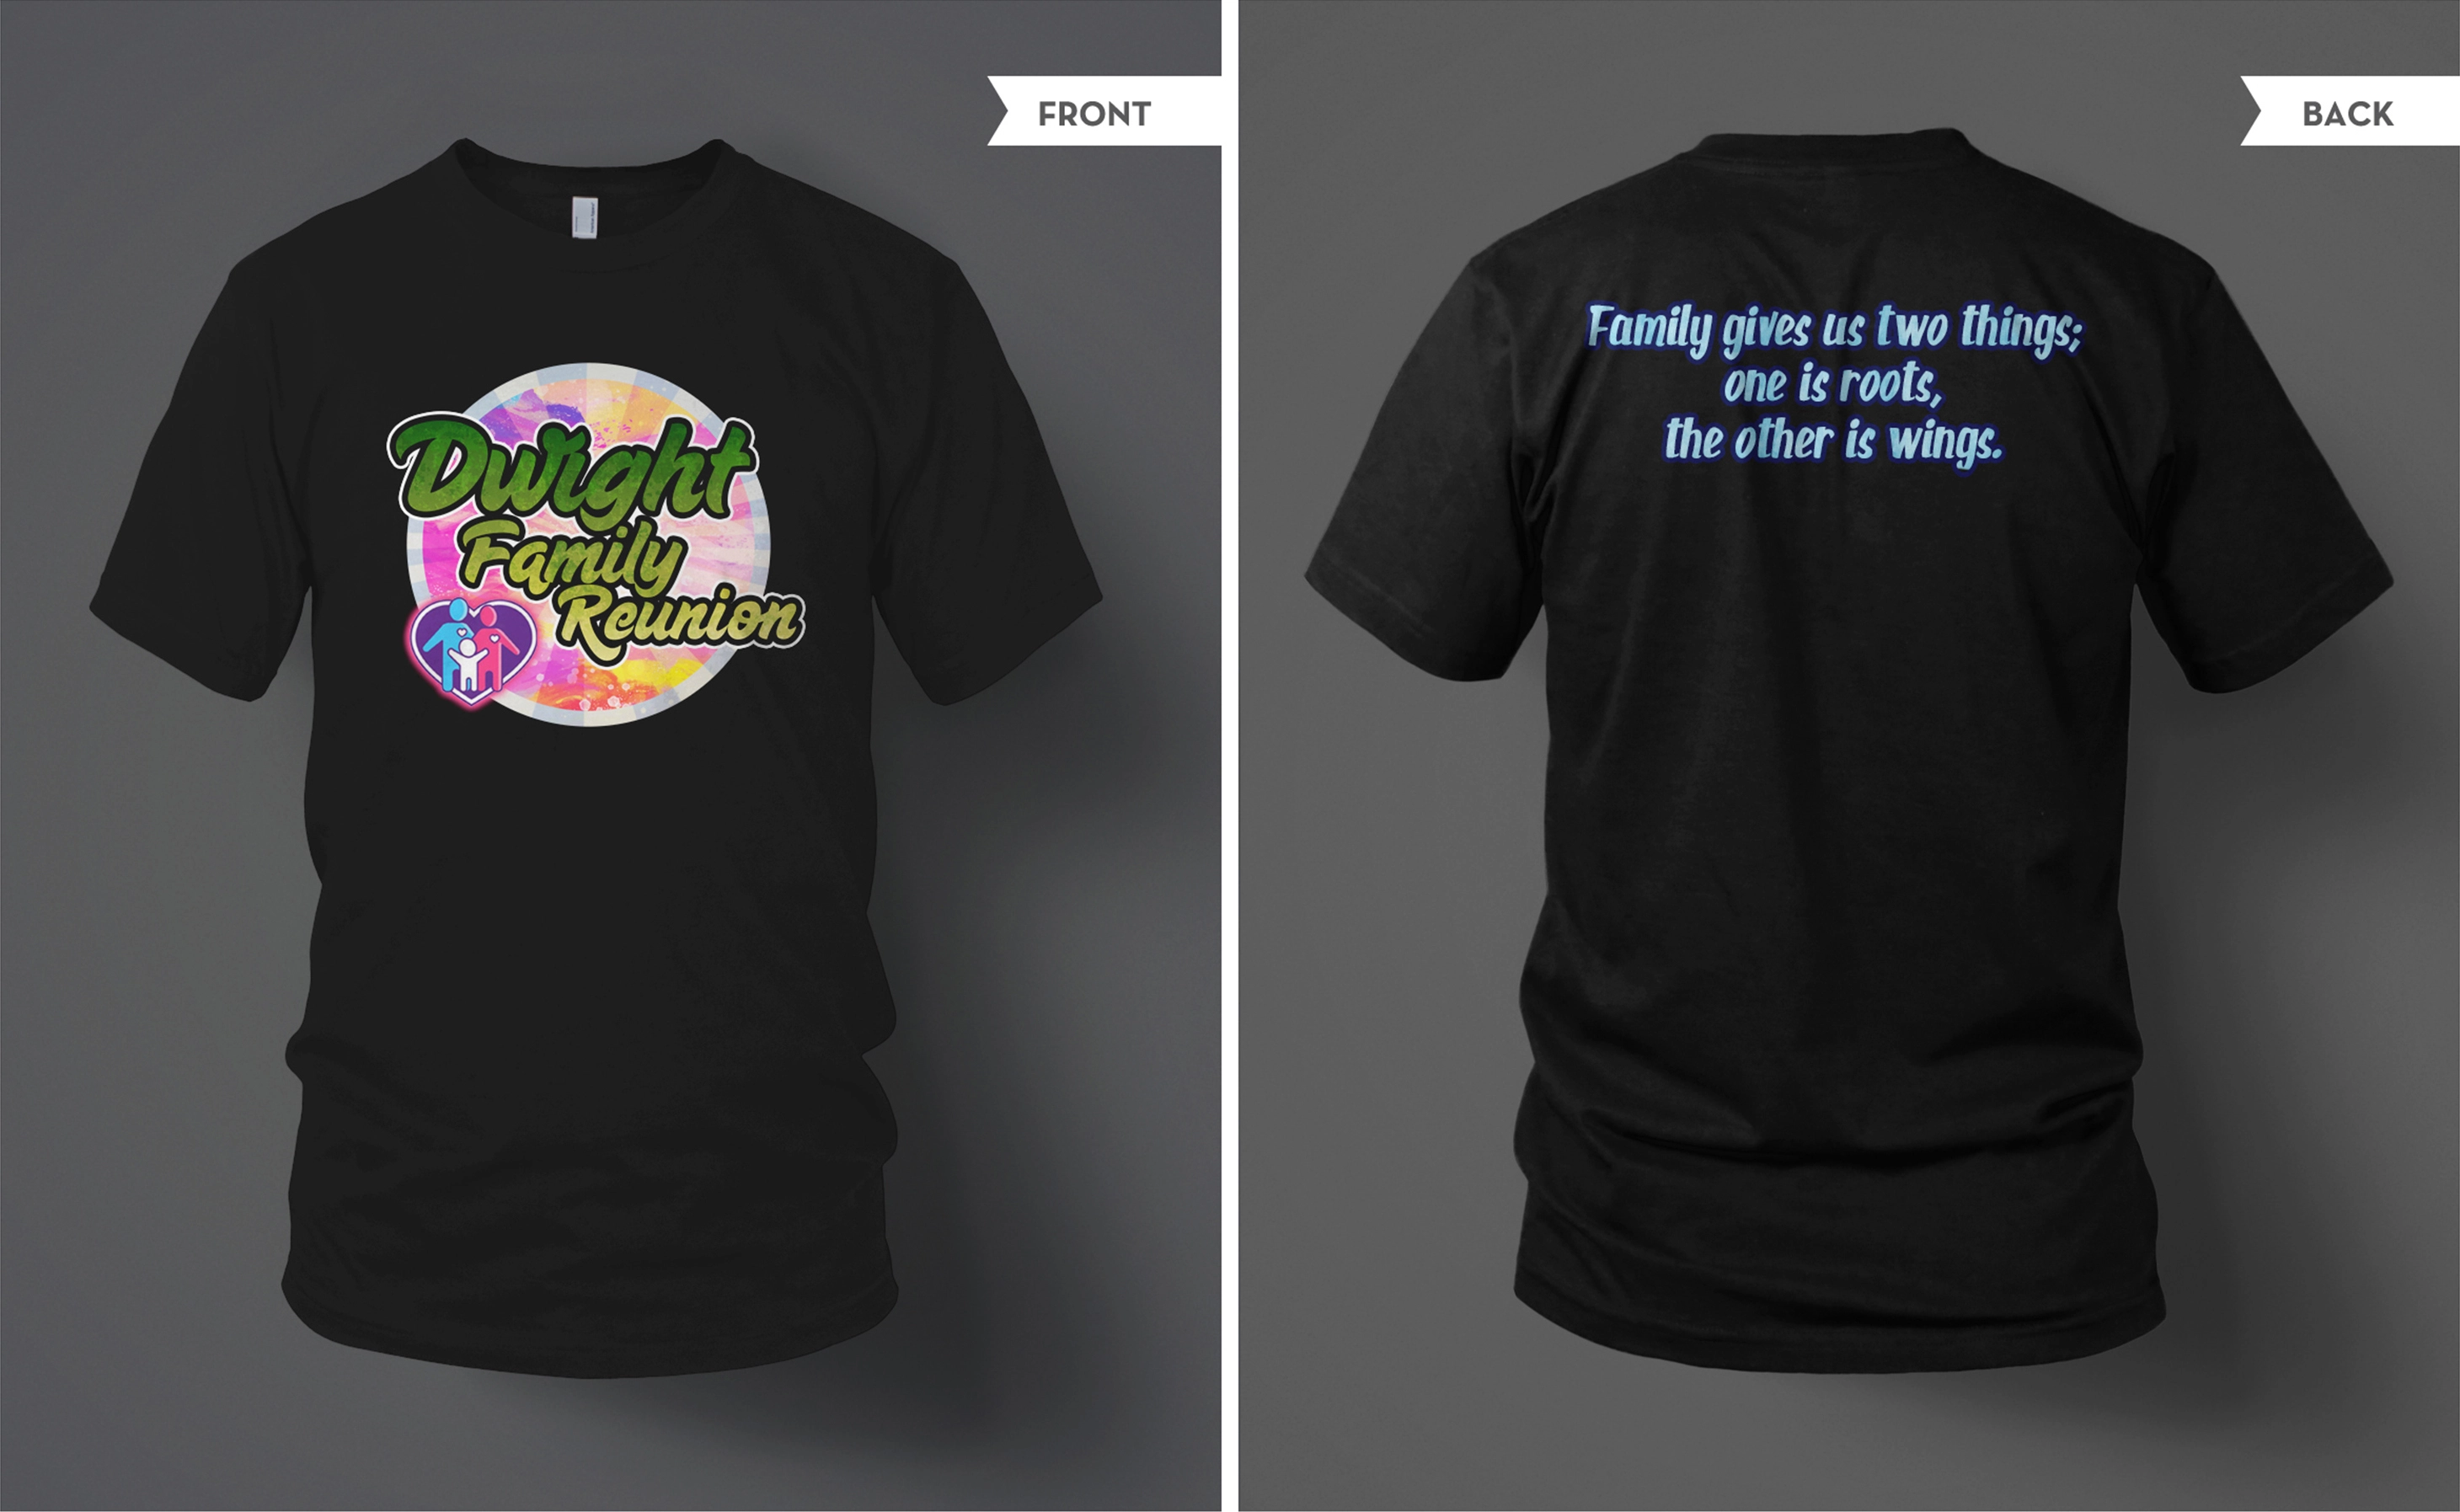 FRONT
Dwight
Family
Reunion
BACK
Family gives us two things;
one is roots,
the other is wings.